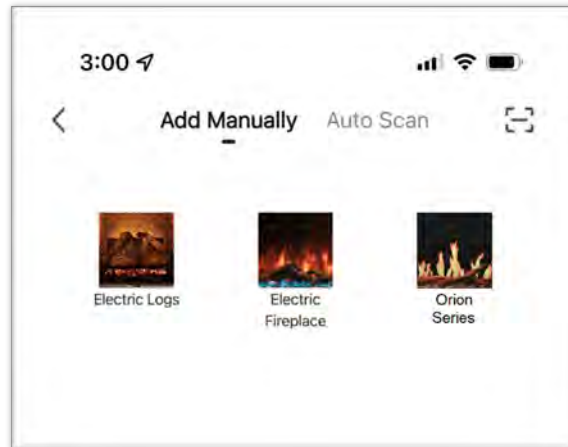 3:00
Add Manually Auto Scan
Electric Logs
Electric
Fireplace
Orion
Series